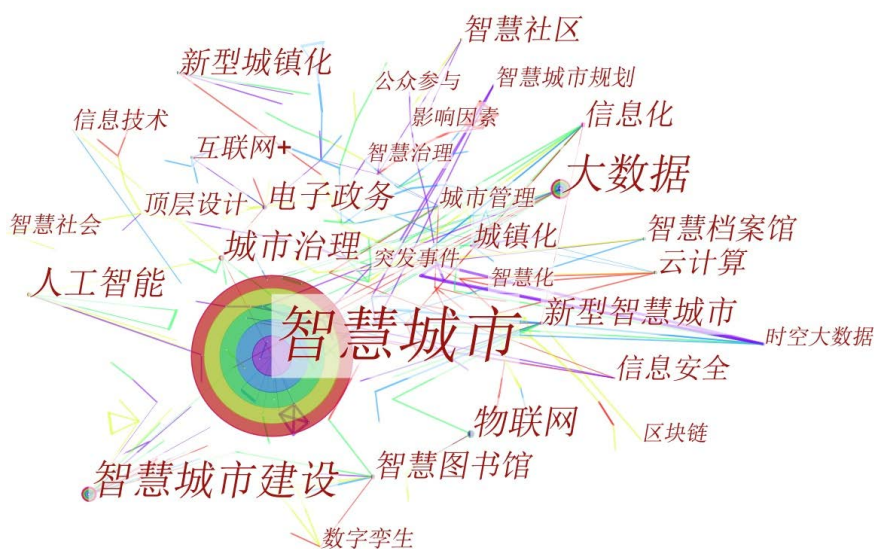 智慧社区
新型城镇化
公众参与
智慧城市规划
信息技术
影响因素
信息化
互联网+
智慧治理
大数据
顶层设计
电子政务
城市管理
智慧社会
城市治理
城镇化
智慧档案馆
突发事件
云计算
人工智能
智慧化
新型智慧城市
智慧城市
时空大数据
信息安全
物联网
区块链
智慧城市建设
智慧图书馆
数字孪生